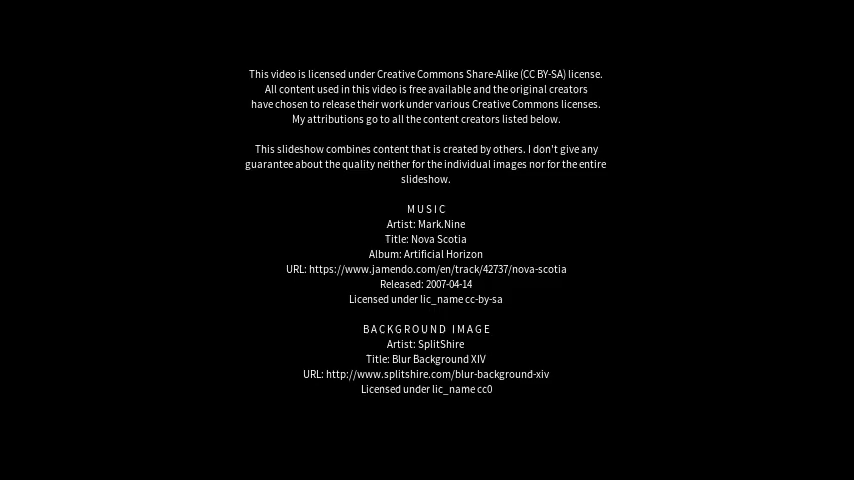 This video is licensed under Creative Commons Share-Alike (CC BY-SA) license.
All content used in this video is free available and the original creators
have chosen to release their work under various Creative Commons licenses.
My attributions go to all the content creators listed below.
This slideshow combines content that is created by others. I don't give any
guarantee about the quality neither for the individual images nor for the entire
slideshow.
MUSIC
Artist: Mark.Nine
Title: Nova Scotia
Album: Artificial Horizon
URL: https://www.jamendo.com/en/track/42737/nova-scotia
Released: 2007-04-14
Licensed under lic_name cc-by-sa
BACKGROUND IMAGE
Artist: SplitShire
Title: Blur Background XIV
URL: http://www.splitshire.com/blur-background-xiv
Licensed under lic_name cc0